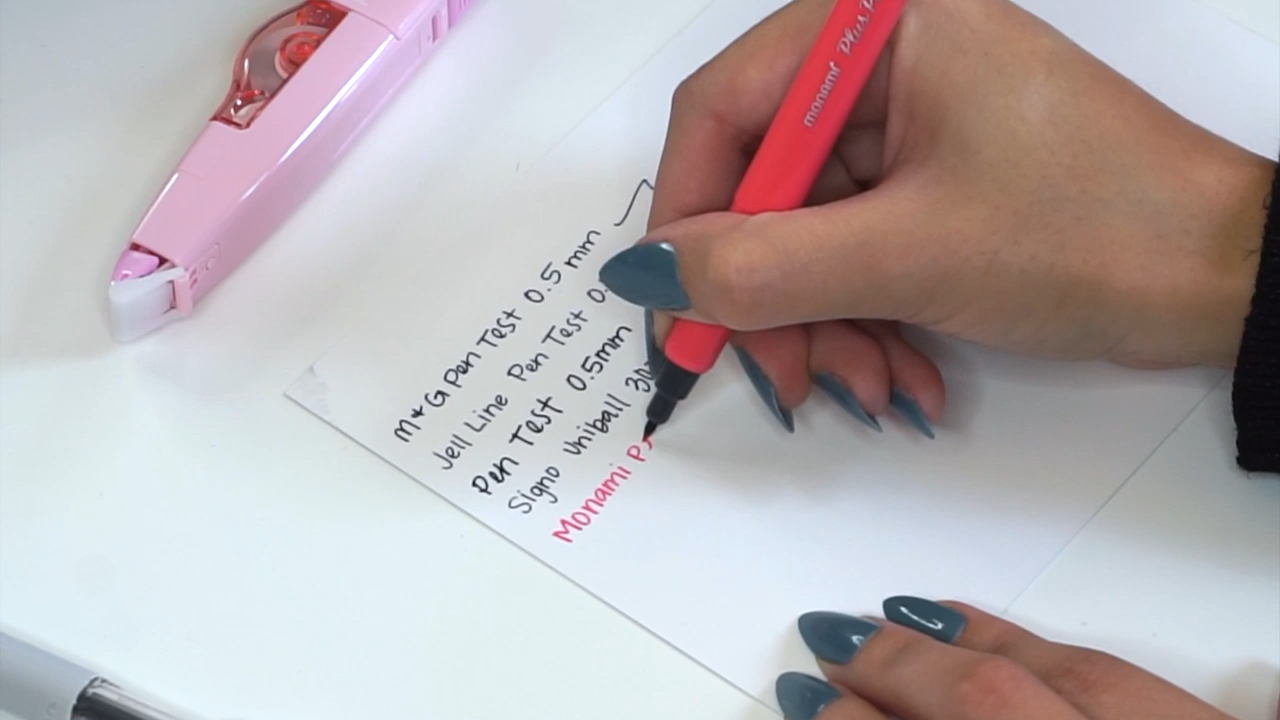 M&G Pen Test 0.5 mm
Jell Line Pen Test
Pen Test 0.5mm
Signo Uniball
Monami
monami Plus